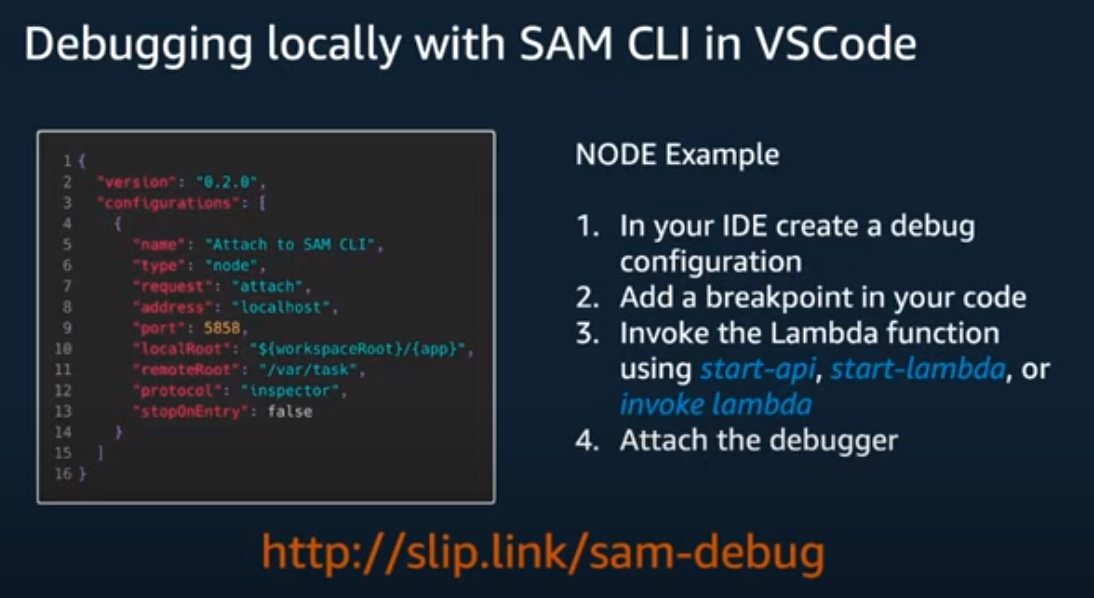 Debugging locally with SAM CLI in VSCode
1 {
2 "version": "0.2.0",
3 "configurations": [
4 {
5 "name": "Attach to SAM CLI",
6 "type": "node",
7 "request": "attach",
8 "address": "localhost",
9 "port": 5858,
10 "localRoot": "${workspaceRoot}/{app}",
11 "remoteRoot": "/var/task",
12 "protocol": "inspector",
13 "stopOnEntry": false
14 }
15 ]
16 }
NODE Example
1. In your IDE create a debug
configuration
2. Add a breakpoint in your code
3. Invoke the Lambda function
using start-api, start-lambda, or
invoke lambda
4. Attach the debugger
http://slip.link/sam-debug